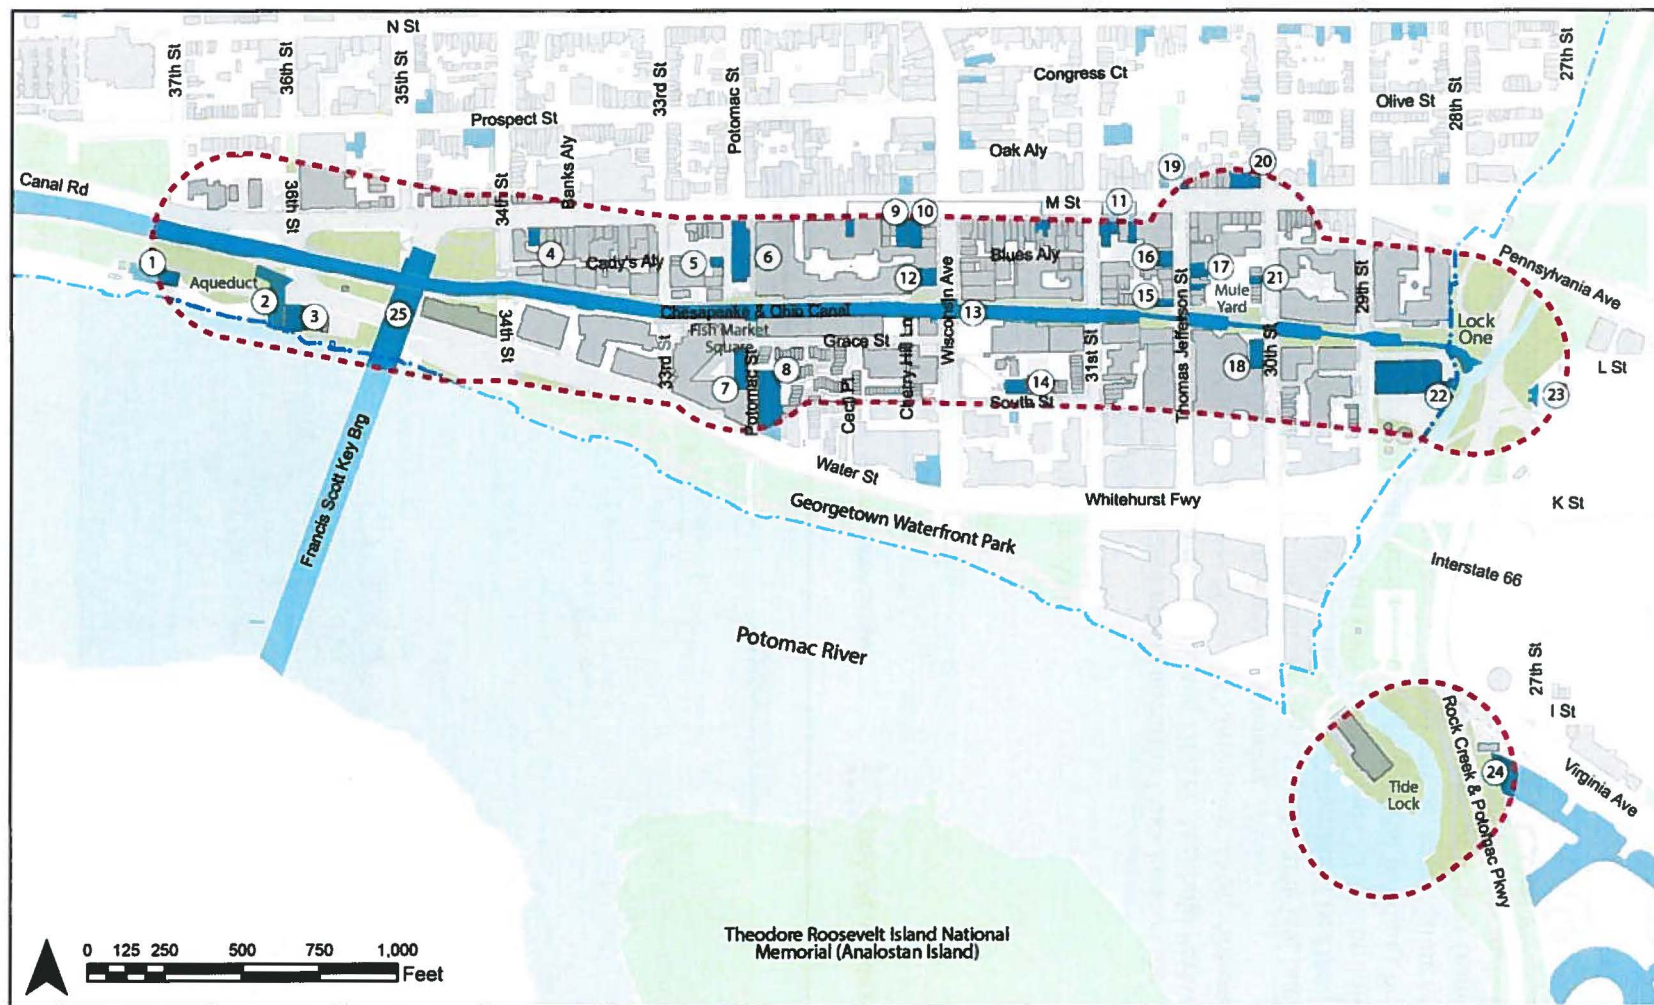 N St
37th St
36th St
35th St
33rd St
Potomac St
Congress Ct
Olive St
28th St
27th St
Prospect St
Banks Aly
Oak Aly
19
20
Canal Rd
36th St
34th St
9
10
M St
11
1
Aqueduct
4
Cady's Aly
5
6
12
Blues Aly
16
17
21
29th St
Pennsylvania Ave
2
3
25
Chesapeake & Ohio Canal
13
15
Mule
Yard
Lock
One
34th St
Fish Market
Square
33rd St
Potomac St
Grace St
Cherry Hill Ln
Wisconsin Ave
31st St
Thomas Jefferson St
18
30th St
L St
7
8
Cecil Pl
14
South St
22
23
Francis Scott Key Brg
Water St
Whitehurst Fwy
K St
Georgetown Waterfront Park
Interstate 66
Potomac River
27th St
I St
Rock Creek & Potomac Pkwy
24
Virginia Ave
Tide
Lock
Theodore Roosevelt Island National
Memorial (Analostan Island)
0 125 250 500 750 1,000
Feet